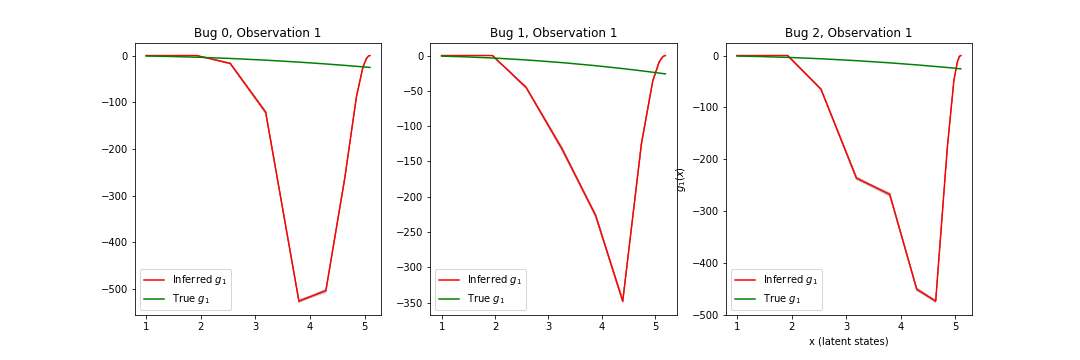 Bug 0, Observation 1
0
−100
−200
−300
−400
−500
1 2 3 4 5
Inferred g₁
True g₁
Bug 1, Observation 1
0
−50
−100
−150
−200
−250
−300
−350
1 2 3 4 5
Inferred g₁
True g₁
Bug 2, Observation 1
g₁(x)
0
−100
−200
−300
−400
−500
1 2 3 4 5
x (latent states)
Inferred g₁
True g₁